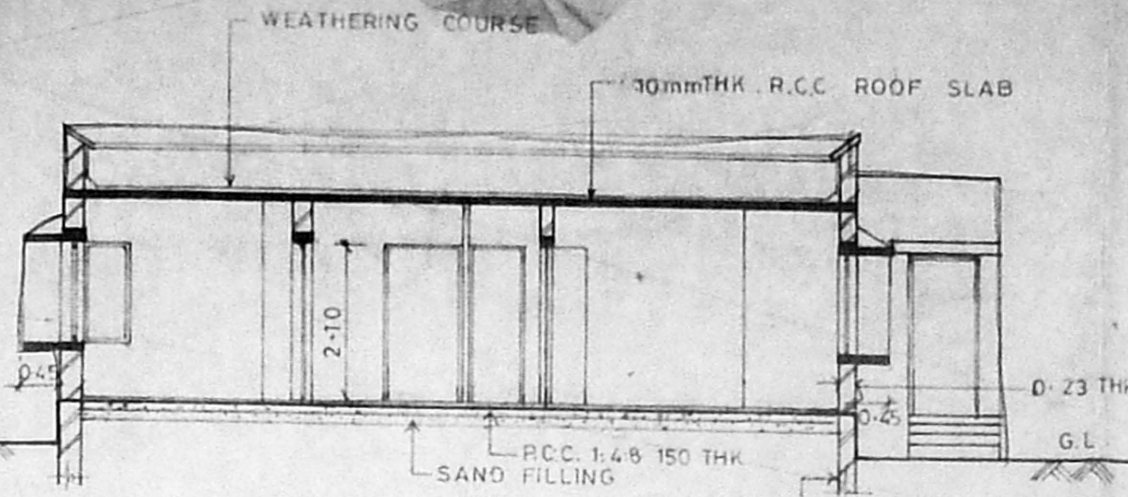 WEATHERING COURSE
10mmTHK. R.C.C ROOF SLAB
2·10
0·45
0·23 THK
0·45
G.L
P.C.C. 1:4:8 150 THK
SAND FILLING